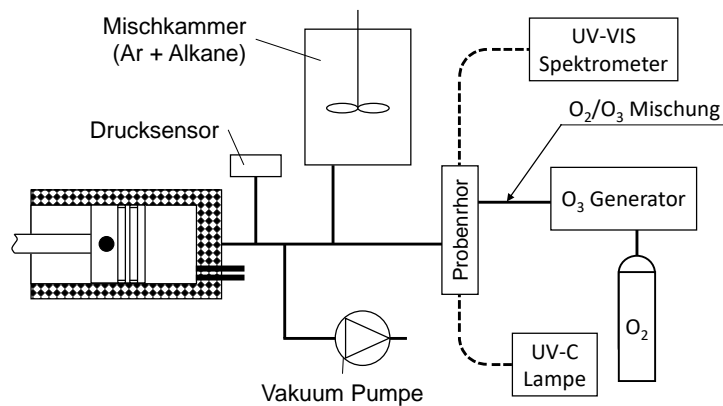 Mischkammer
(Ar + Alkane)
UV-VIS
Spektrometer
Drucksensor
O₂/O₃ Mischung
O₃ Generator
Probenrhor
O₂
UV-C
Lampe
Vakuum Pumpe